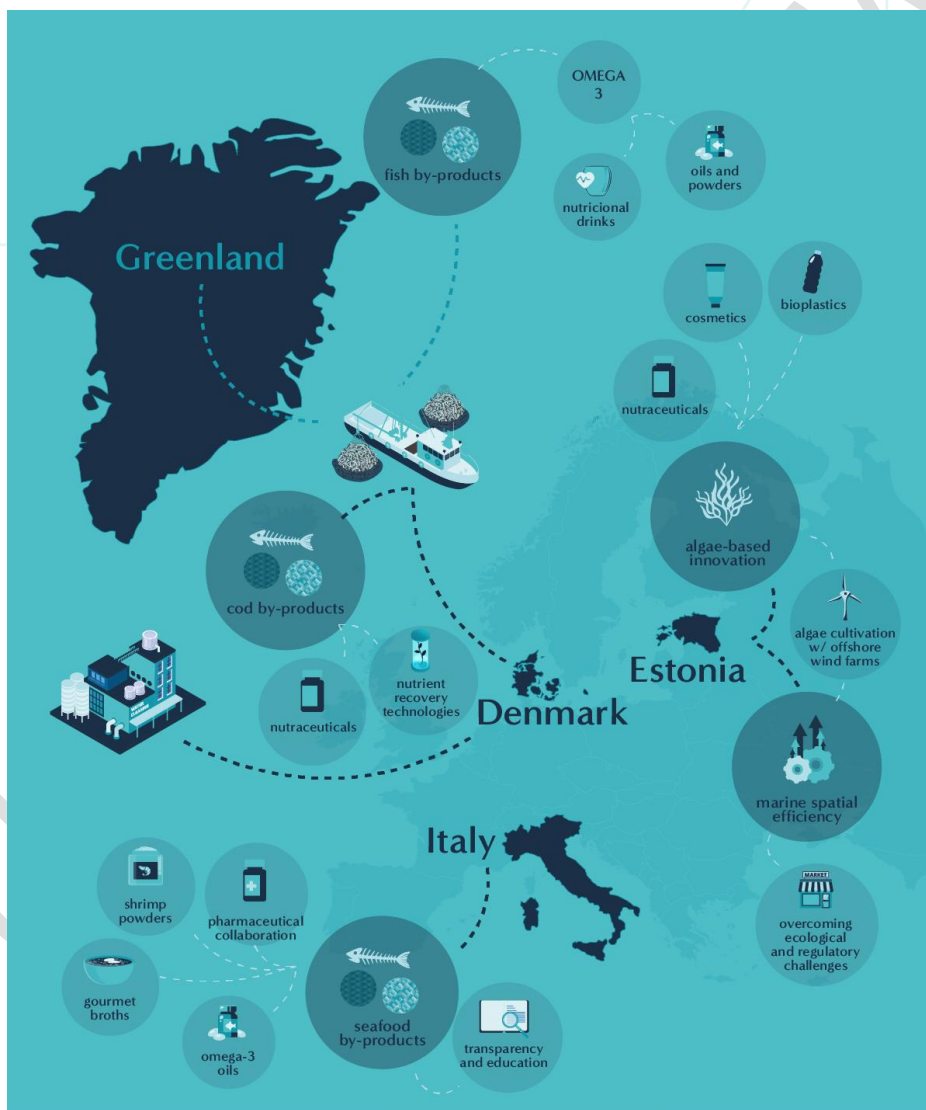 OMEGA
3
fish by-products
oils and
powders
nutricional
drinks
Greenland
cosmetics
bioplastics
nutraceuticals
algae-based
innovation
cod by-products
algae cultivation
w/ offshore
wind farms
Estonia
nutrient
recovery
technologies
nutraceuticals
Denmark
marine spatial
efficiency
Italy
shrimp
powders
pharmaceutical
collaboration
MARKET
overcoming
ecological
and regulatory
challenges
gourmet
broths
seafood
by-products
omega-3
oils
transparency
and education